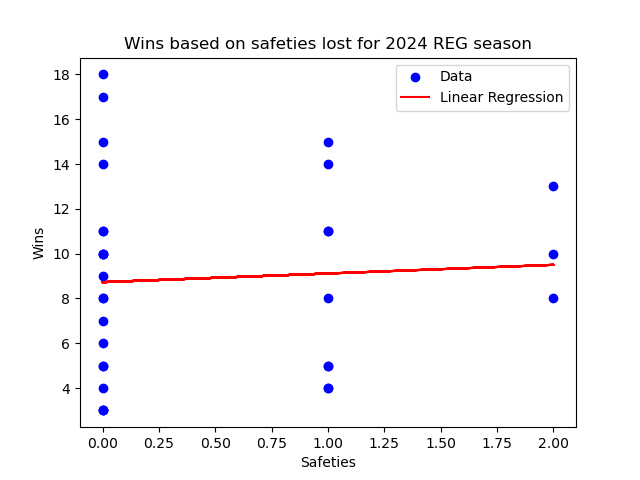 Wins based on safeties lost for 2024 REG season
Data
Linear Regression
18
16
14
12
10
8
6
4
Wins
0.00 0.25 0.50 0.75 1.00 1.25 1.50 1.75 2.00
Safeties